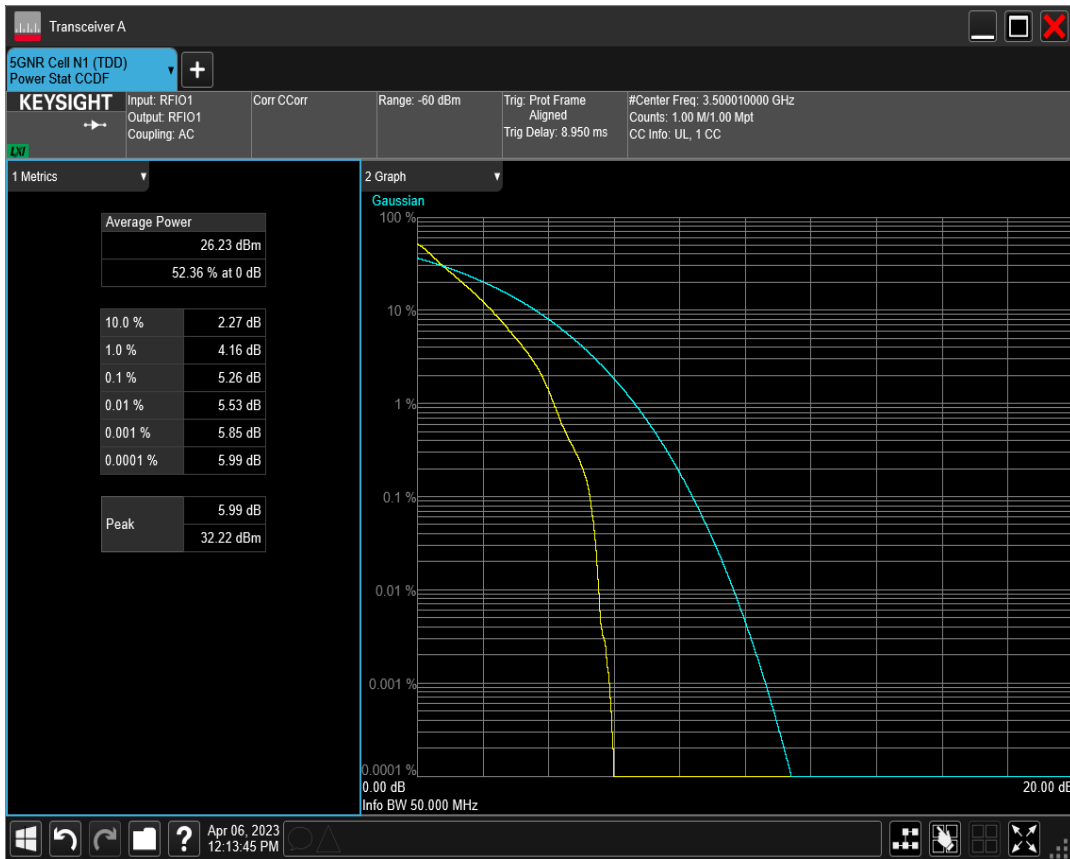 Transceiver A
5GNR Cell N1 (TDD)
Power Stat CCDF
+
KEYSIGHT
LXI
Input: RFIO1
Output: RFIO1
Coupling: AC
Corr CCorr
Range: -60 dBm
Trig: Prot Frame
Aligned
Trig Delay: 8.950 ms
#Center Freq: 3.500010000 GHz
Counts: 1.00 M/1.00 Mpt
CC Info: UL, 1 CC
1 Metrics
Average Power
26.23 dBm
52.36 % at 0 dB
10.0 % 2.27 dB
1.0 % 4.16 dB
0.1 % 5.26 dB
0.01 % 5.53 dB
0.001 % 5.85 dB
0.0001 % 5.99 dB
Peak
5.99 dB
32.22 dBm
2 Graph
Gaussian
100 %
10 %
1 %
0.1 %
0.01 %
0.001 %
0.0001 %
0.00 dB
20.00 dB
Info BW 50.000 MHz
?
Apr 06, 2023
12:13:45 PM